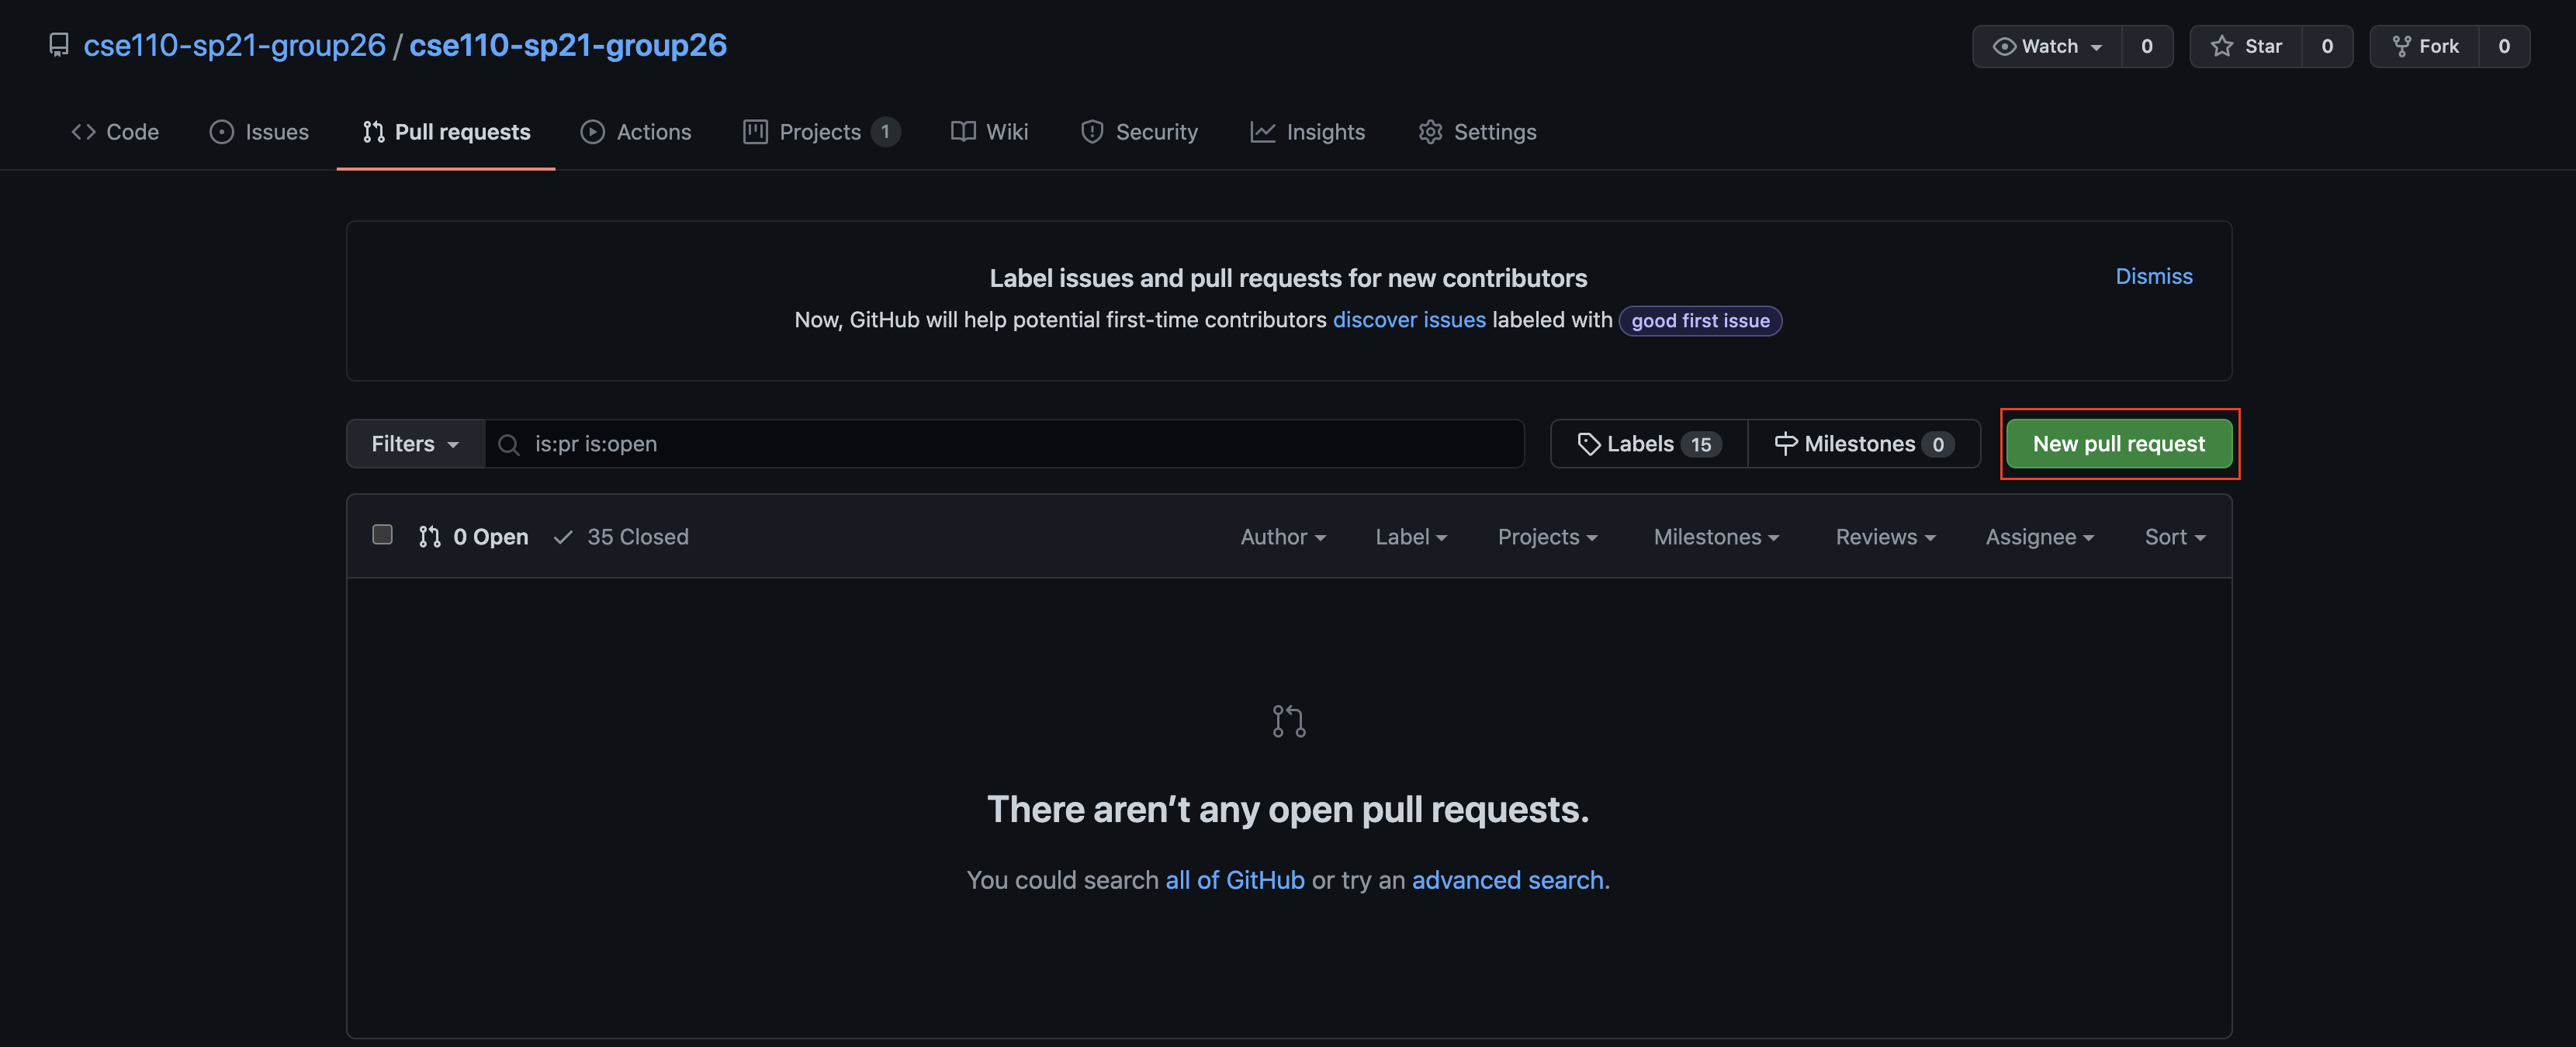 cse110-sp21-group26 / cse110-sp21-group26
Watch 0 Star 0 Fork 0
Code Issues Pull requests Actions Projects 1 Wiki Security Insights Settings
Label issues and pull requests for new contributors
Dismiss
Now, GitHub will help potential first-time contributors discover issues labeled with good first issue
Filters is:pr is:open Labels 15 Milestones 0 New pull request
0 Open 35 Closed Author Label Projects Milestones Reviews Assignee Sort
There aren’t any open pull requests.
You could search all of GitHub or try an advanced search.